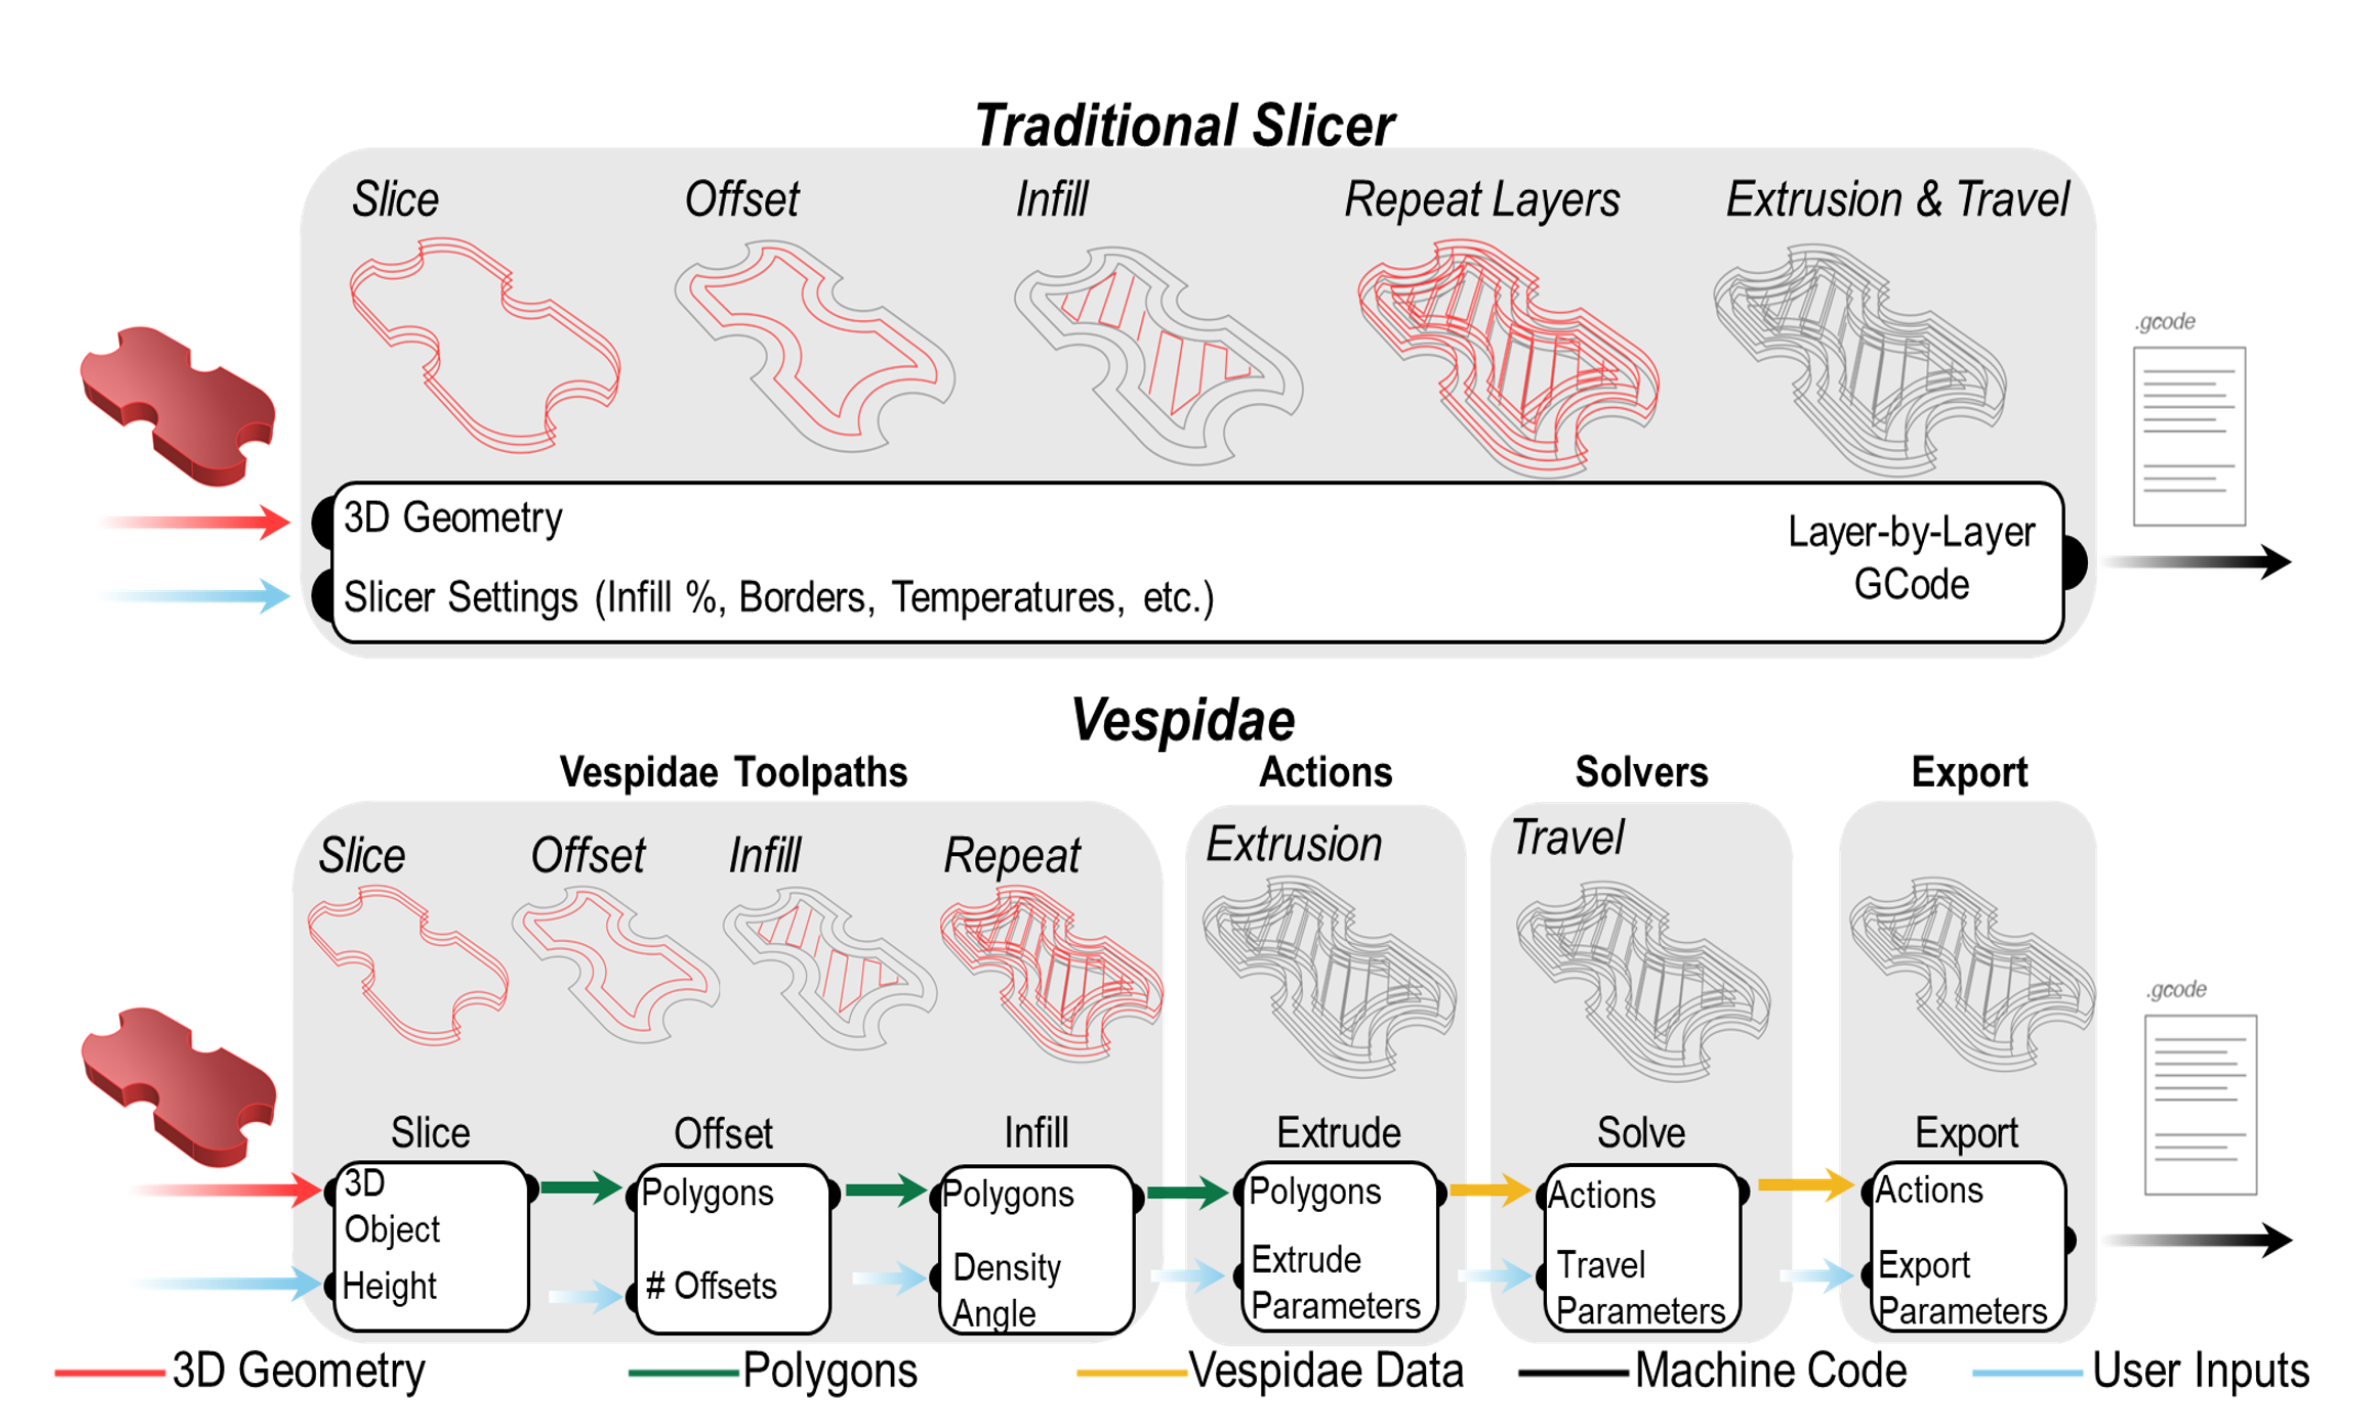 Traditional Slicer
Slice
Offset
Infill
Repeat Layers
Extrusion & Travel
.gcode
3D Geometry
Slicer Settings (Infill %, Borders, Temperatures, etc.)
Layer-by-Layer
GCode
Vespidae
Vespidae Toolpaths
Actions
Solvers
Export
Slice
Offset
Infill
Repeat
Extrusion
Travel
.gcode
Slice
Offset
Infill
Extrude
Solve
Export
3D
Object
Height
Polygons
# Offsets
Polygons
Density
Angle
Polygons
Extrude
Parameters
Actions
Travel
Parameters
Actions
Export
Parameters
3D Geometry
Polygons
Vespidae Data
Machine Code
User Inputs